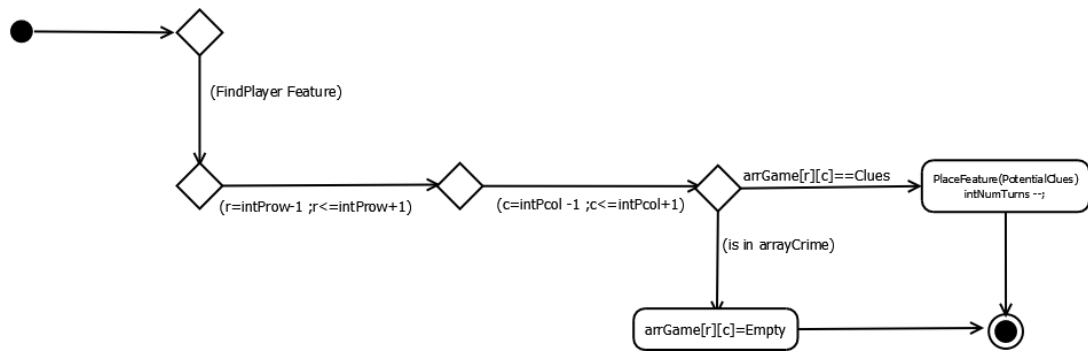 (FindPlayer Feature)
(r=intProw-1 ;r<=intProw+1)
(c=intPcol -1 ;c<=intPcol+1)
arrGame[r][c]==Clues
PlaceFeature(PotentialClues)
intNumTurns --;
(is in arrayCrime)
arrGame[r][c]=Empty